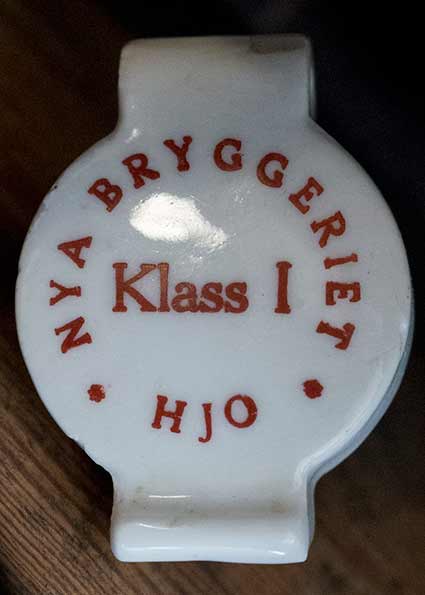 NYA BRYGGERIET
Klass I
HJO